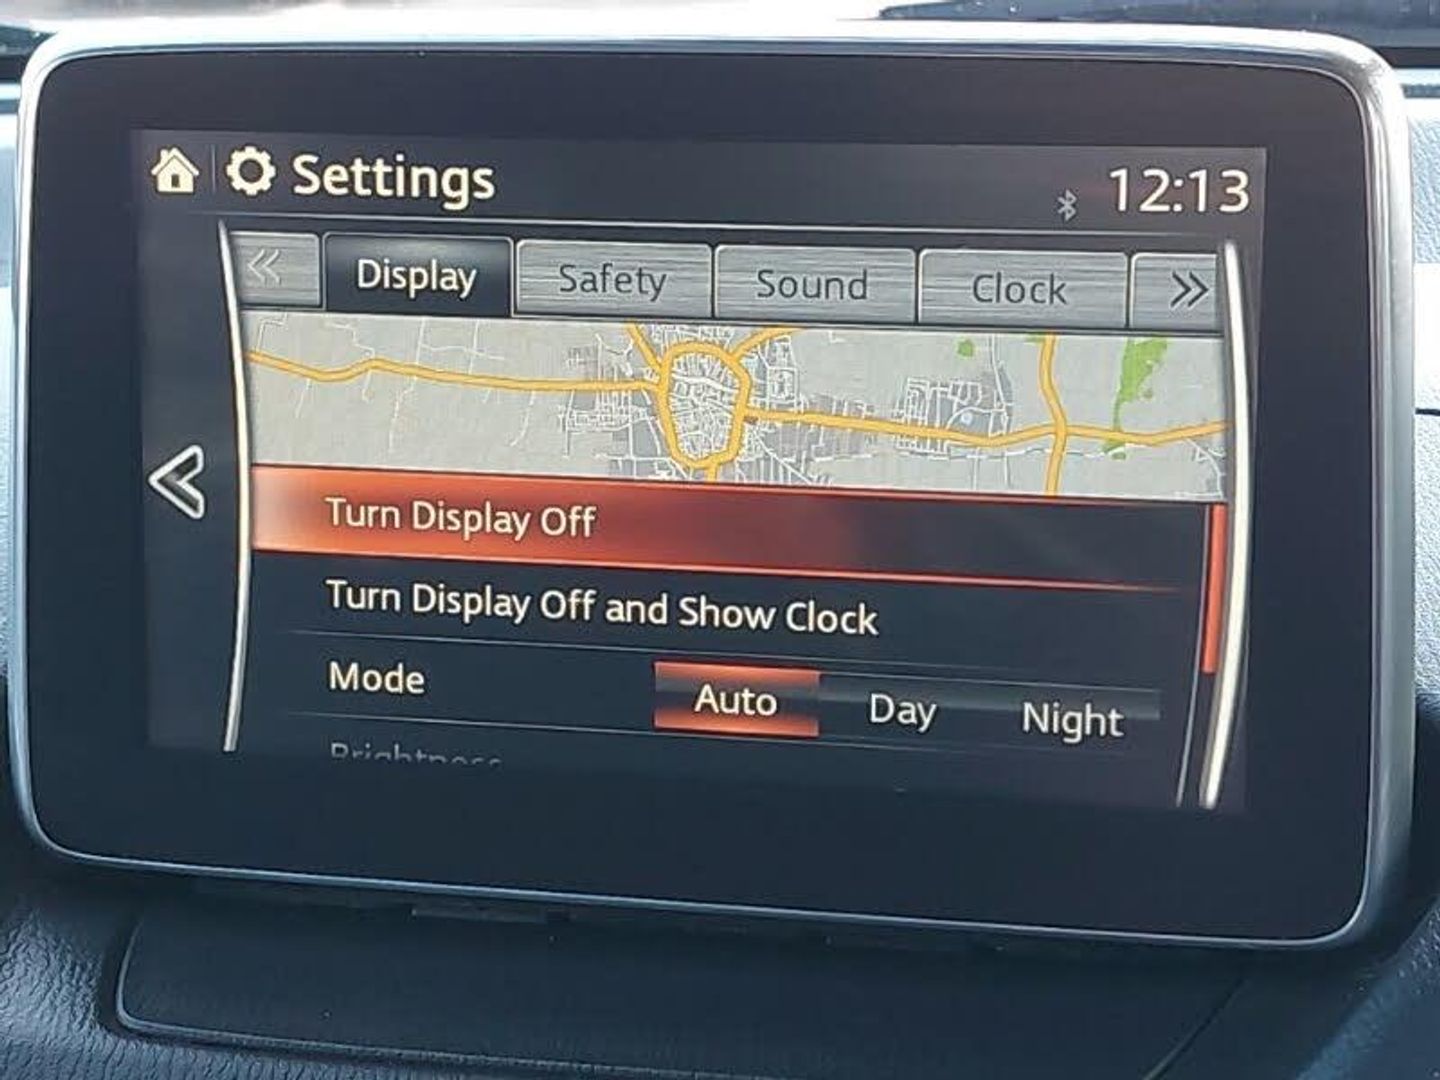 Settings
12:13
Display
Safety
Sound
Clock
Turn Display Off
Turn Display Off and Show Clock
Mode
Auto
Day
Night
Brightness